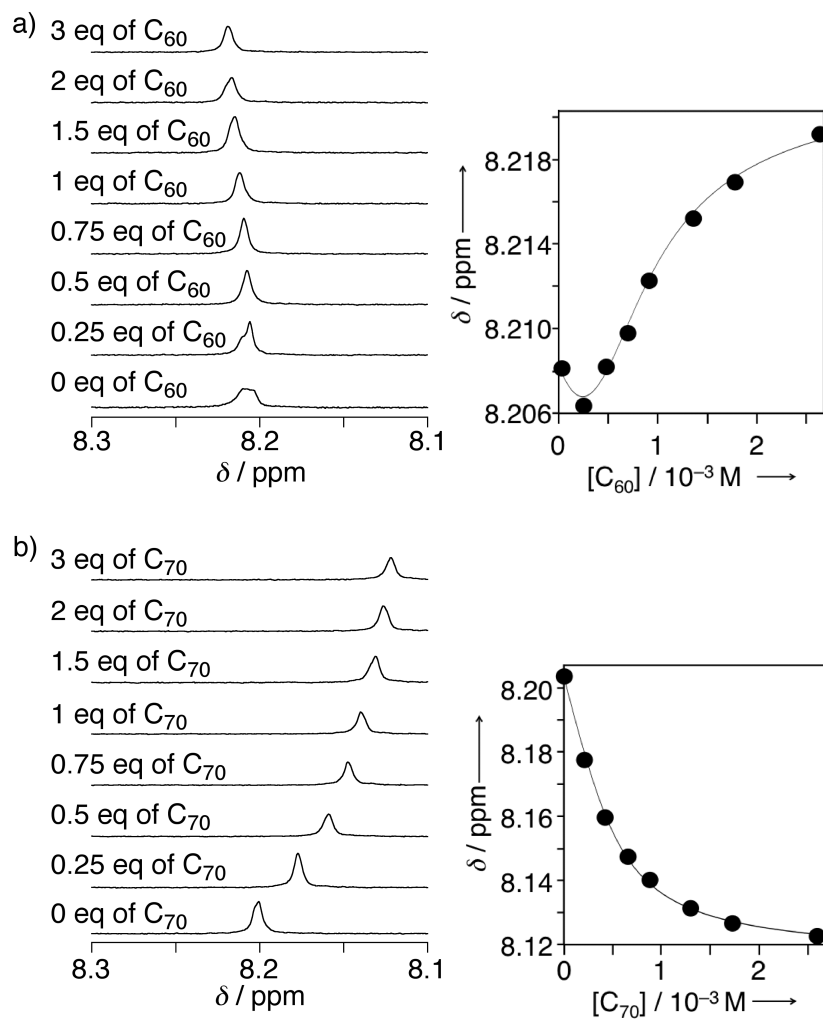 a)
3 eq of C60
2 eq of C60
1.5 eq of C60
1 eq of C60
0.75 eq of C60
0.5 eq of C60
0.25 eq of C60
0 eq of C60
8.3 8.2 8.1
δ / ppm
8.218
8.214
8.210
8.206
δ / ppm
0 1 2
[C60] / 10–3 M
b)
3 eq of C70
2 eq of C70
1.5 eq of C70
1 eq of C70
0.75 eq of C70
0.5 eq of C70
0.25 eq of C70
0 eq of C70
8.3 8.2 8.1
δ / ppm
8.20
8.18
8.16
8.14
8.12
δ / ppm
0 1 2
[C70] / 10–3 M